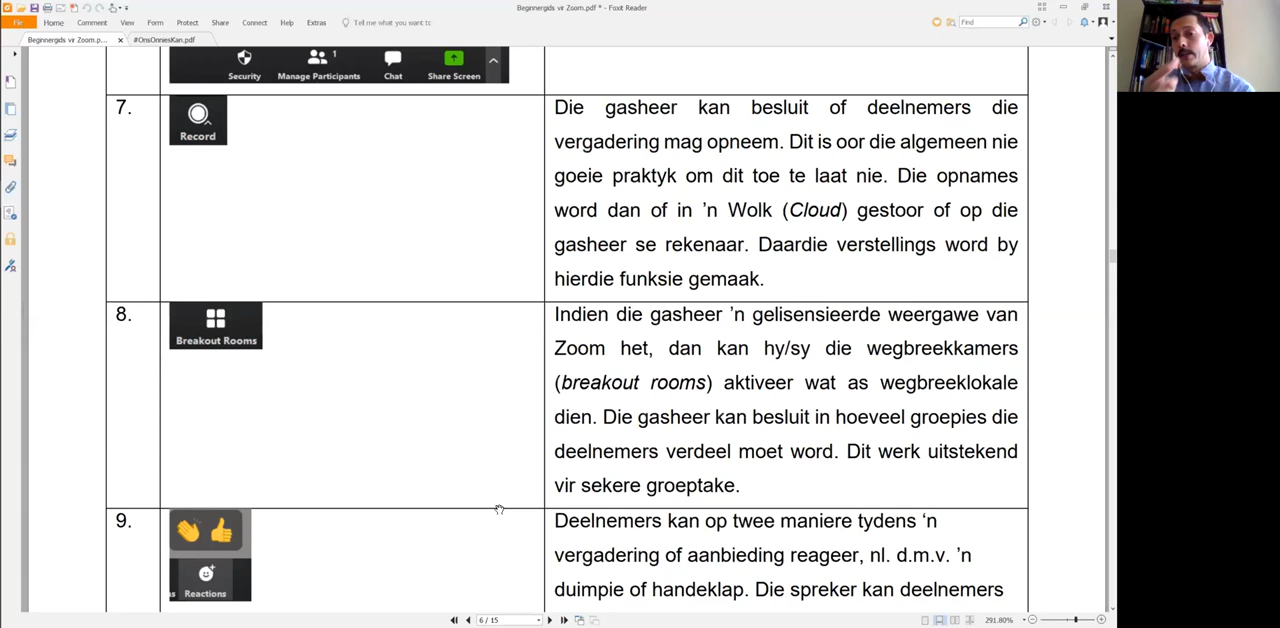 Beginnergids vir Zoom.pdf * - Foxit Reader
File Home Comment View Form Protect Share Connect Help Extras Tell me what you want to Find
Beginnergids vir Zoom.p... #OnsOnniesKan.pdf
1
Security Manage Participants Chat Share Screen
7.
Record
Die gasheer kan besluit of deelnemers die
vergadering mag opneem. Dit is oor die algemeen nie
goeie praktyk om dit toe te laat nie. Die opnames
word dan of in 'n Wolk (Cloud) gestoor of op die
gasheer se rekenaar. Daardie verstellings word by
hierdie funksie gemaak.
8.
Breakout Rooms
Indien die gasheer 'n gelisensieerde weergawe van
Zoom het, dan kan hy/sy die wegbreekkamers
(breakout rooms) aktiveer wat as wegbreeklokale
dien. Die gasheer kan besluit in hoeveel groepies die
deelnemers verdeel moet word. Dit werk uitstekend
vir sekere groeptake.
9.
Reactions
Deelnemers kan op twee maniere tydens 'n
vergadering of aanbieding reageer, nl. d.m.v. 'n
duimpie of handeklap. Die spreker kan deelnemers
6 / 15
291.80%